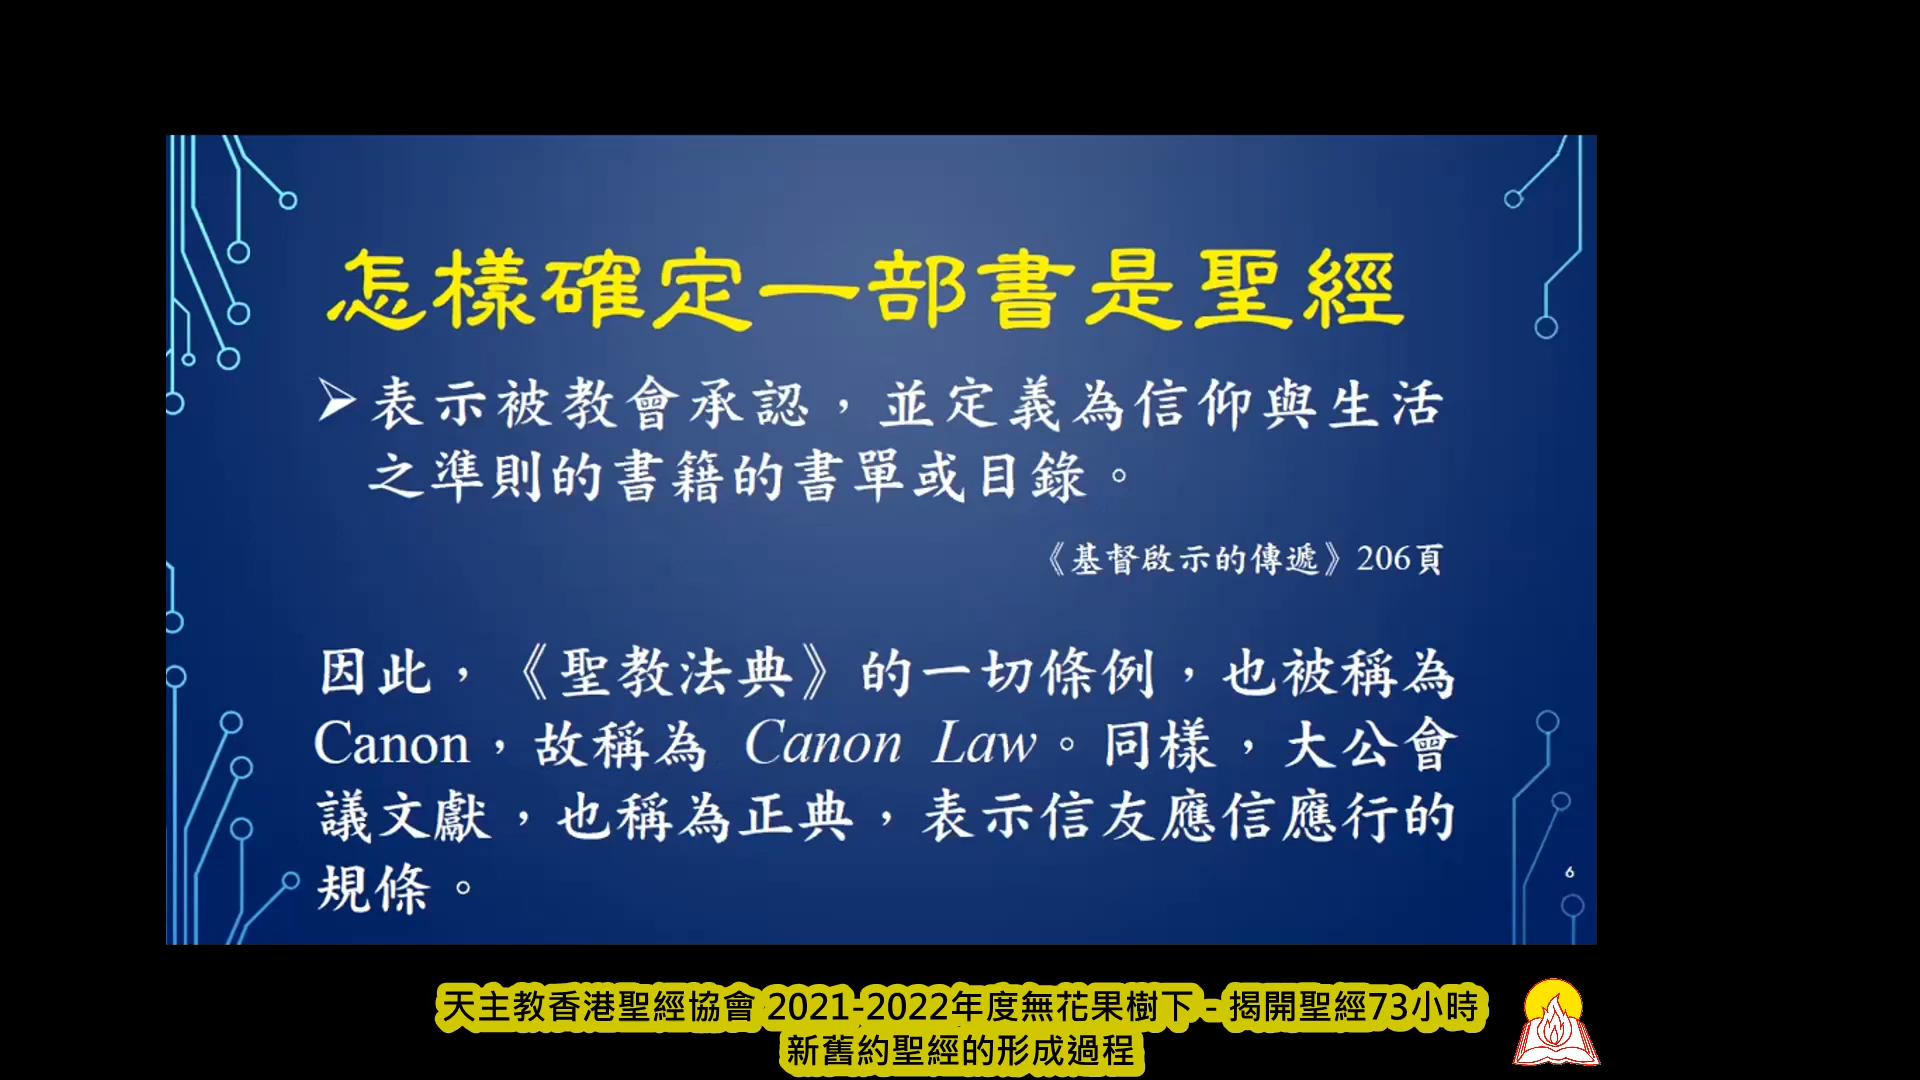 怎樣確定一部書是聖經
➢表示被教會承認，並定義為信仰與生活
之準則的書籍的書單或目錄。
《基督啟示的傳遞》206頁
因此，《聖教法典》的一切條例，也被稱為
Canon，故稱為 Canon Law。同樣，大公會
議文獻，也稱為正典，表示信友應信應行的
規條。
6
天主教香港聖經協會 2021-2022年度無花果樹下 - 揭開聖經73小時
新舊約聖經的形成過程